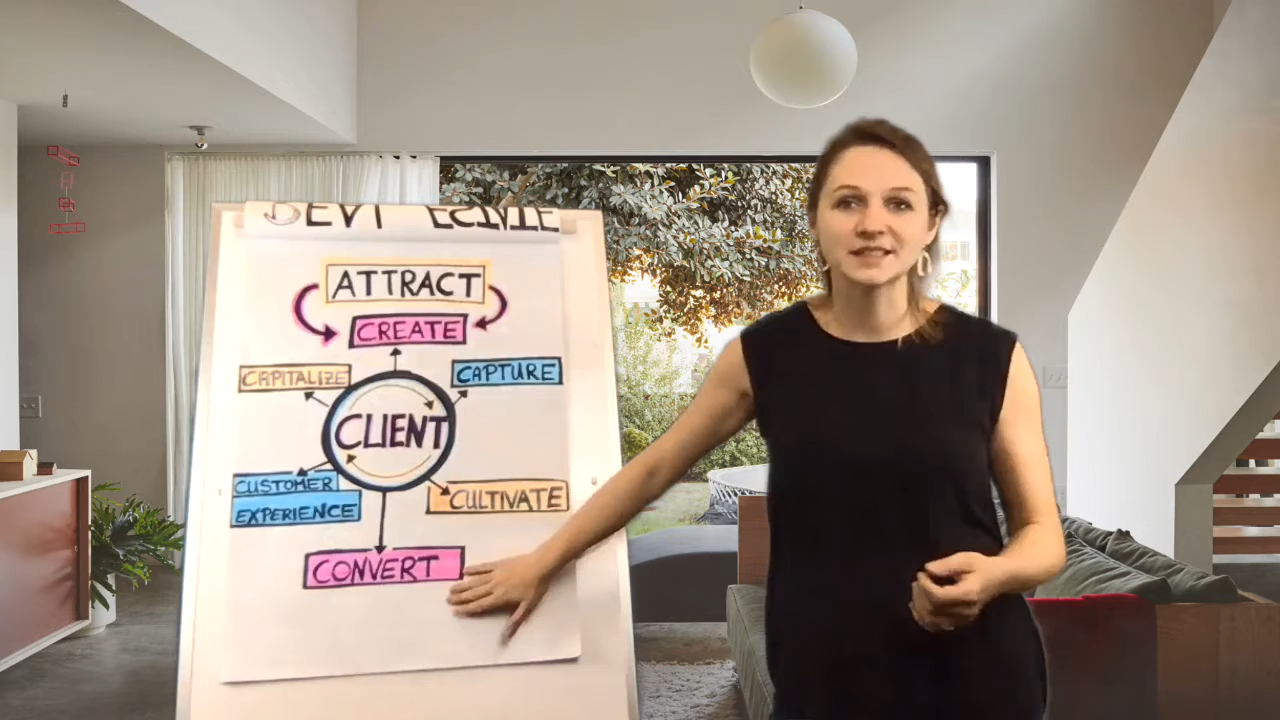 ATTRACT
CREATE
CAPITALIZE
CAPTURE
CLIENT
CUSTOMER
EXPERIENCE
CULTIVATE
CONVERT